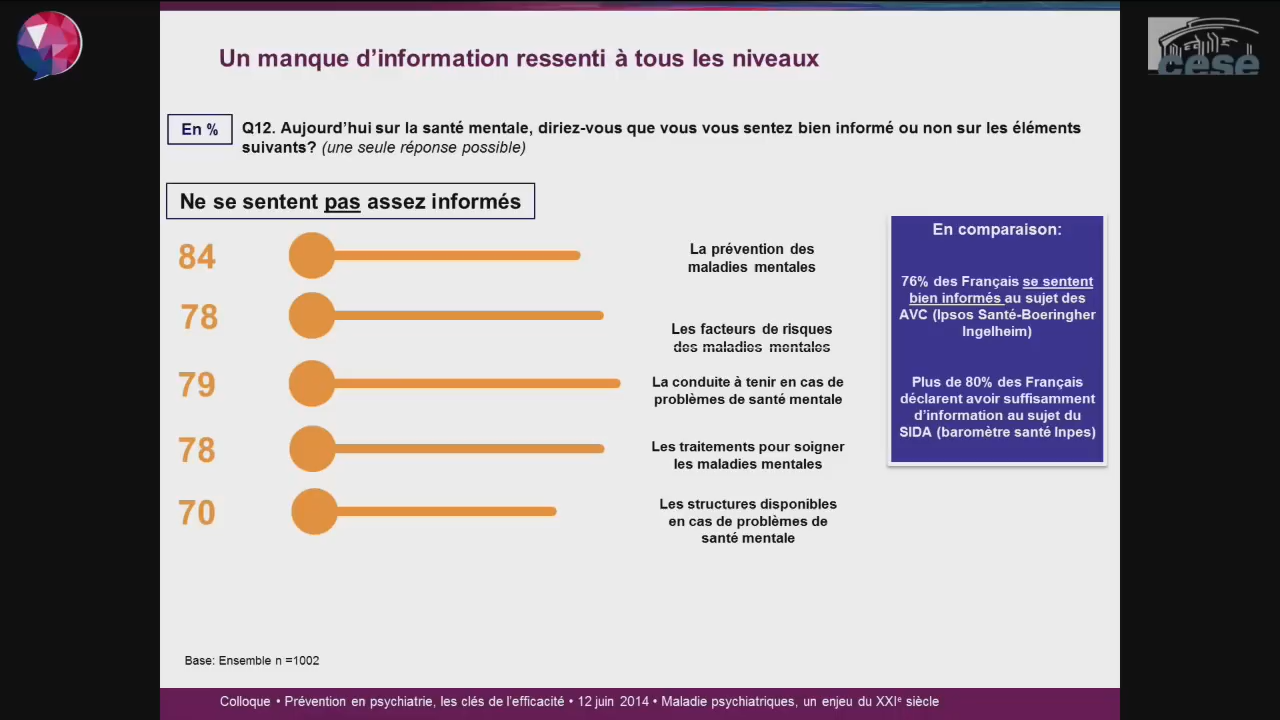 Un manque d’information ressenti à tous les niveaux
En %
Q12. Aujourd’hui sur la santé mentale, diriez-vous que vous vous sentez bien informé ou non sur les éléments
suivants? (une seule réponse possible)
Ne se sentent pas assez informés
84
La prévention des
maladies mentales
78
Les facteurs de risques
des maladies mentales
79
La conduite à tenir en cas de
problèmes de santé mentale
78
Les traitements pour soigner
les maladies mentales
70
Les structures disponibles
en cas de problèmes de
santé mentale
En comparaison:
76% des Français se sentent
bien informés au sujet des
AVC (Ipsos Santé-Boeringher
Ingelheim)
Plus de 80% des Français
déclarent avoir suffisamment
d’information au sujet du
SIDA (baromètre santé Inpes)
Base: Ensemble n =1002
Colloque • Prévention en psychiatrie, les clés de l’efficacité • 12 juin 2014 • Maladie psychiatriques, un enjeu du XXIᵉ siècle
cese